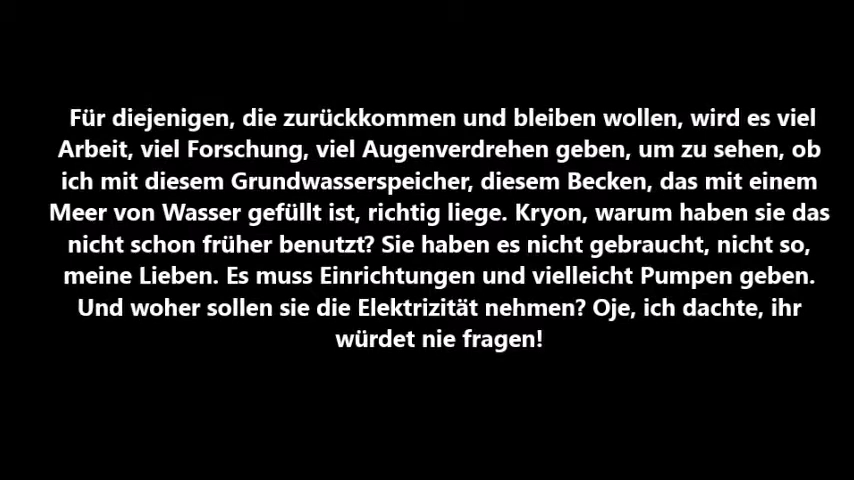 Für diejenigen, die zurückkommen und bleiben wollen, wird es viel
Arbeit, viel Forschung, viel Augenverdrehen geben, um zu sehen, ob
ich mit diesem Grundwasserspeicher, diesem Becken, das mit einem
Meer von Wasser gefüllt ist, richtig liege. Kryon, warum haben sie das
nicht schon früher benutzt? Sie haben es nicht gebraucht, nicht so,
meine Lieben. Es muss Einrichtungen und vielleicht Pumpen geben.
Und woher sollen sie die Elektrizität nehmen? Oje, ich dachte, ihr
würdet nie fragen!